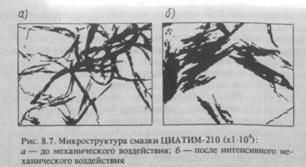 а)
б)
Рис. 8.7. Микроструктура смазки ЦИАТИМ-210 (х1·10⁴):
а — до механического воздействия; б — после интенсивного ме-
ханического воздействия